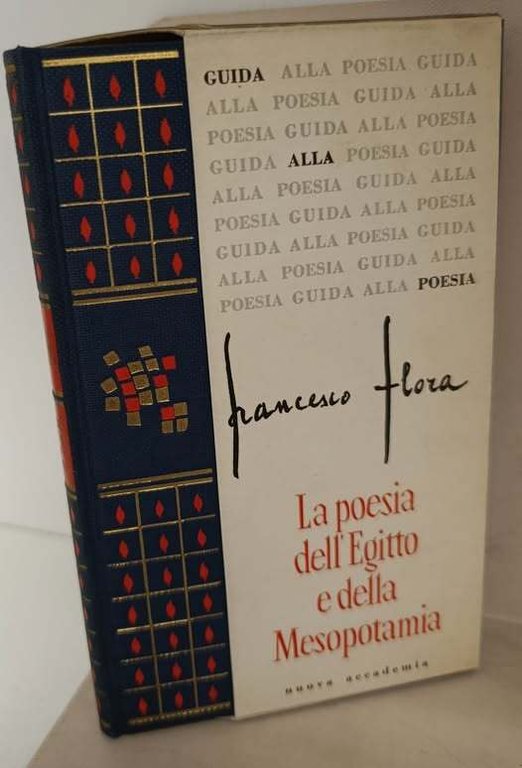 GUIDA ALLA POESIA GUIDA
ALLA POESIA GUIDA ALLA
POESIA GUIDA ALLA POESIA
GUIDA ALLA POESIA GUIDA
ALLA POESIA GUIDA ALLA
POESIA GUIDA ALLA POESIA
GUIDA ALLA POESIA GUIDA
ALLA POESIA GUIDA ALLA
POESIA GUIDA ALLA POESIA
francesco flora
La poesia
dell'Egitto
e della
Mesopotamia
nuova accademia